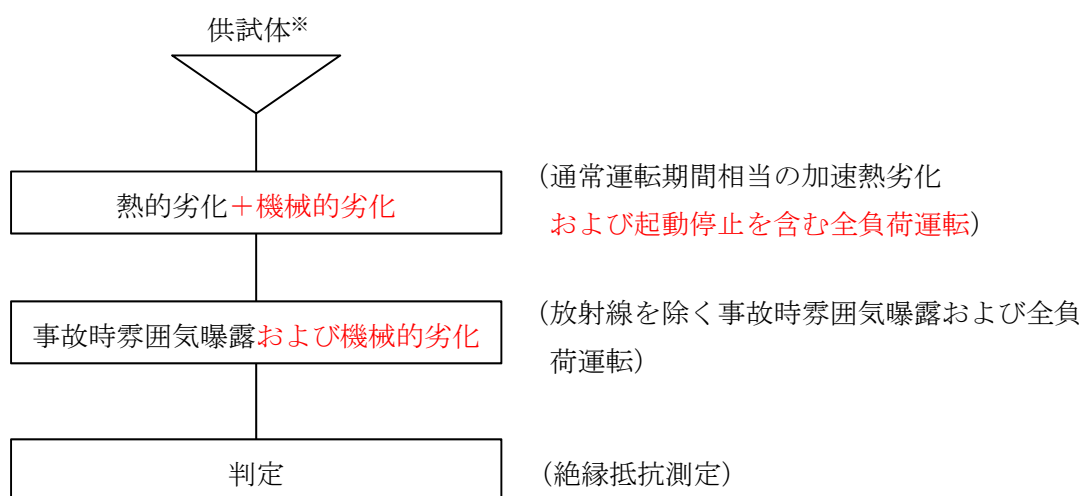 供試体※
熱的劣化＋機械的劣化
（通常運転期間相当の加速熱劣化
および起動停止を含む全負荷運転）
事故時雰囲気曝露および機械的劣化
（放射線を除く事故時雰囲気曝露および全負
荷運転）
判定
（絶縁抵抗測定）